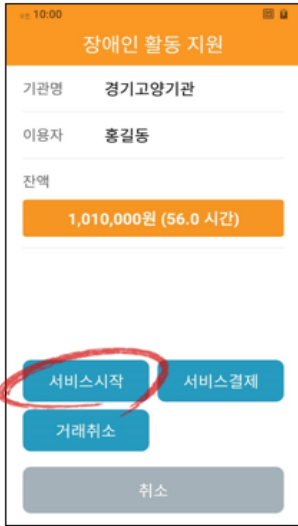 오전 10:00
장애인 활동 지원
기관명 경기고양기관
이용자 홍길동
잔액
1,010,000원 (56.0 시간)
서비스시작 서비스결제
거래취소
취소